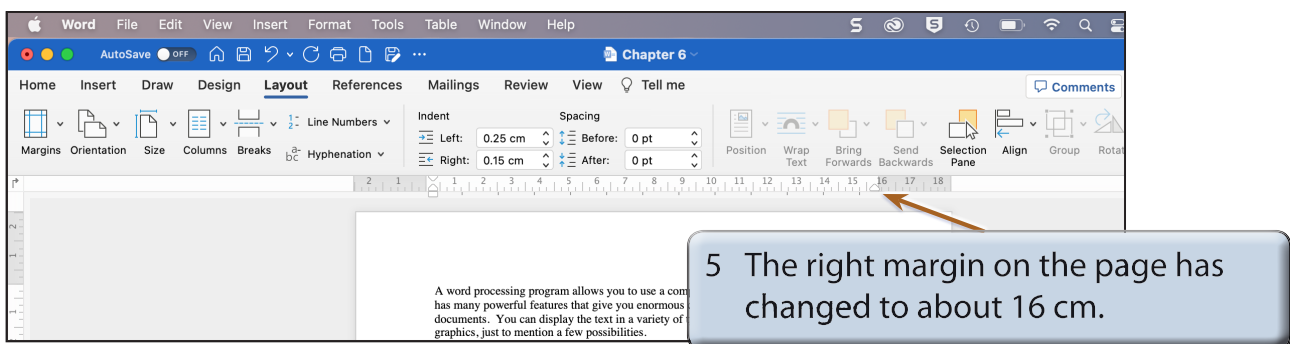 Word File Edit View Insert Format Tools Table Window Help
AutoSave OFF ... Chapter 6
Home Insert Draw Design Layout References Mailings Review View Tell me Comments
Margins Orientation Size Columns Breaks
Line Numbers
Hyphenation
Indent
Left: 0.25 cm
Right: 0.15 cm
Spacing
Before: 0 pt
After: 0 pt
Position Wrap Text Bring Forwards Send Backwards Selection Pane Align Group Rotat
2 1 1 2 3 4 5 6 7 8 9 10 11 12 13 14 15 16 17 18
2
1
1
A word processing program allows you to use a com
has many powerful features that give you enormous
documents. You can display the text in a variety of
graphics, just to mention a few possibilities.
5 The right margin on the page has
changed to about 16 cm.